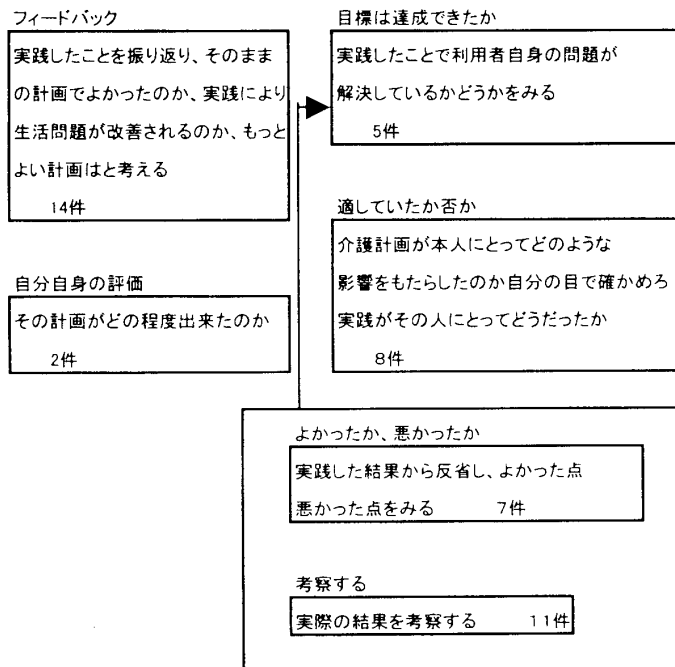 フィードバック
実践したことを振り返り、そのまま
の計画でよかったのか、実践により
生活問題が改善されるのか、もっと
よい計画はと考える
14件
自分自身の評価
その計画がどの程度出来たのか
2件
目標は達成できたか
実践したことで利用者自身の問題が
解決しているかどうかをみる
5件
適していたか否か
介護計画が本人にとってどのような
影響をもたらしたのか自分の目で確かめろ
実践がその人にとってどうだったか
8件
よかったか、悪かったか
実践した結果から反省し、よかった点
悪かった点をみる 7件
考察する
実際の結果を考察する 11件